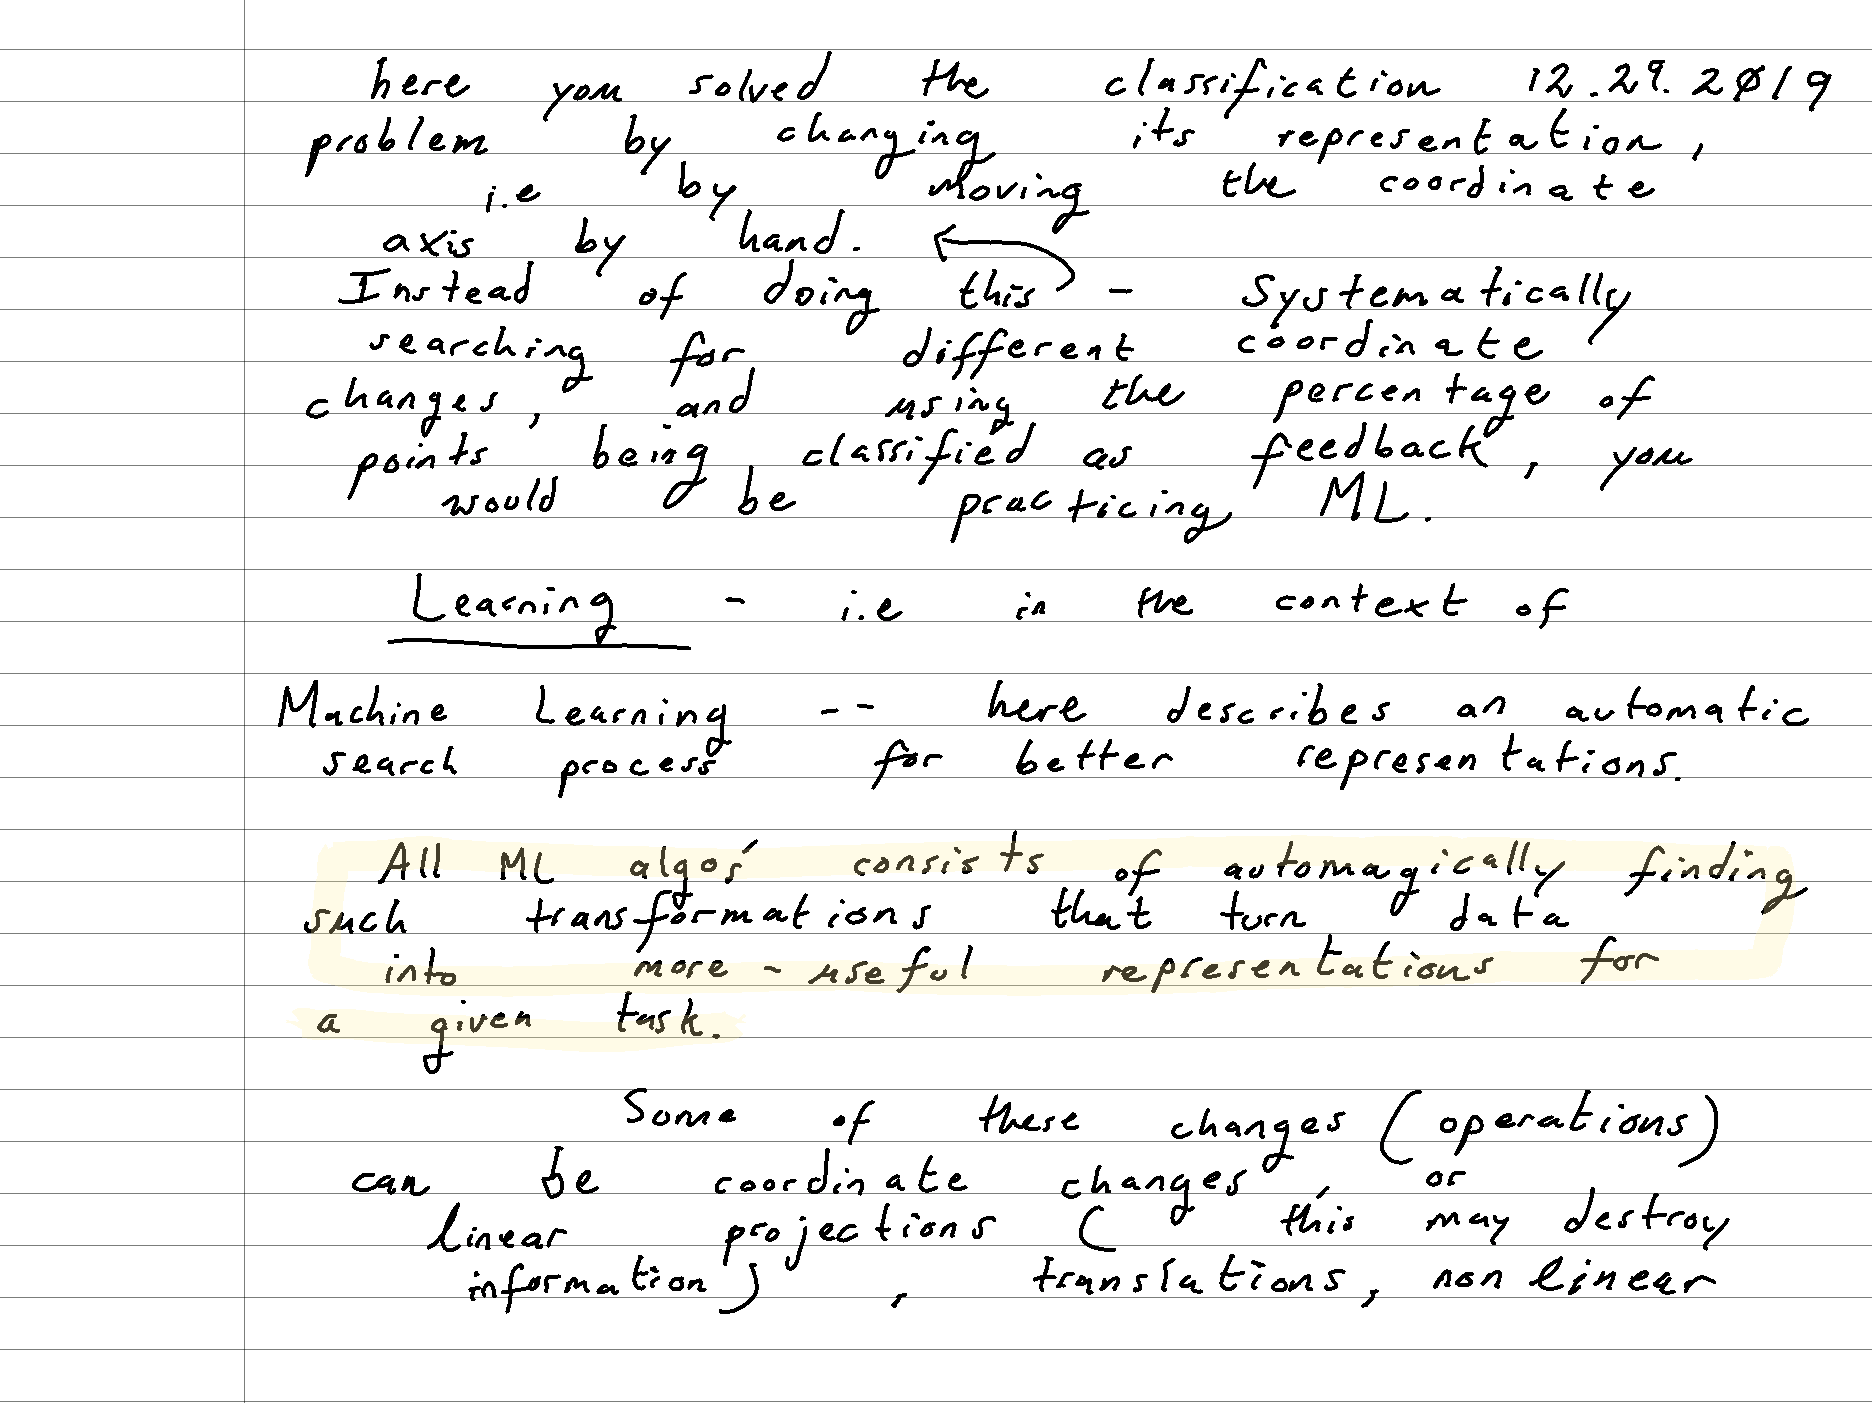 here you solved the classification 12.29.2019
problem by changing its representation,
i.e by moving the coordinate
axis by hand.
Instead of doing this - Systematically
searching for different coordinate
changes, and using the percentage of
points being classified as feedback, you
would be practicing ML.
Learning - i.e in the context of
Machine Learning -- here describes an automatic
search process for better representations.
All ML algos' consists of automagically finding
such transformations that turn data
into more-useful representations for
a given task.
Some of these changes (operations)
can be coordinate changes, or
linear projections ( this may destroy
information), translations, non linear